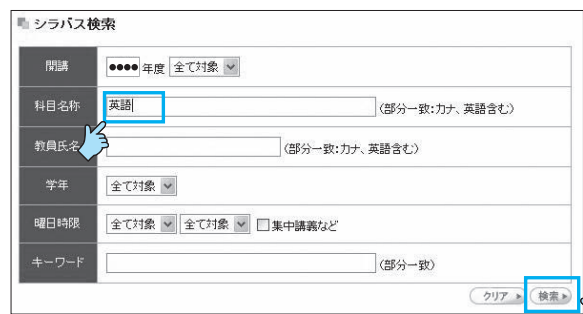 シラバス検索
開講 ●●●● 年度 全て対象
科目名称 英語 (部分一致:カナ、英語含む)
教員氏名 (部分一致:カナ、英語含む)
学年 全て対象
曜日時限 全て対象 全て対象 集中講義など
キーワード (部分一致)
クリア 検索